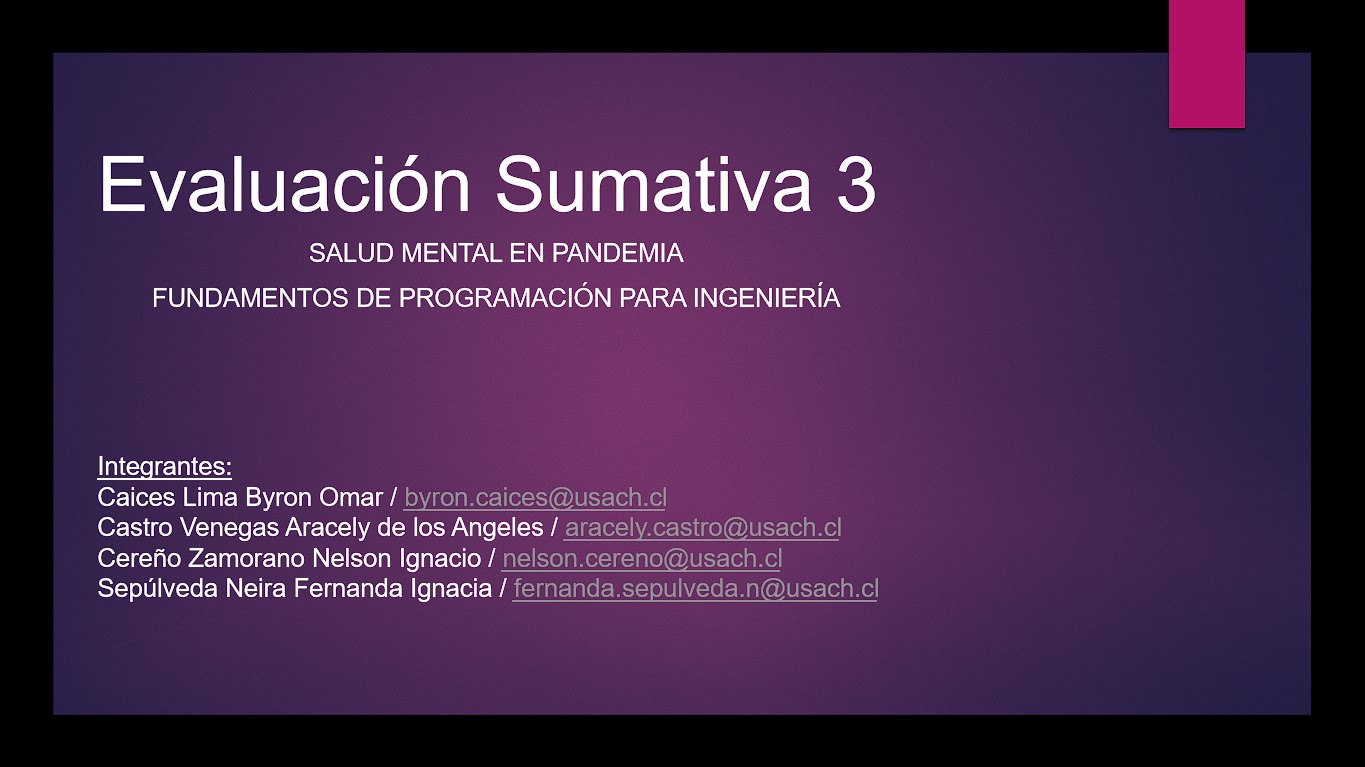 Evaluación Sumativa 3
SALUD MENTAL EN PANDEMIA
FUNDAMENTOS DE PROGRAMACIÓN PARA INGENIERÍA
Integrantes:
Caices Lima Byron Omar / byron.caices@usach.cl
Castro Venegas Aracely de los Angeles / aracely.castro@usach.cl
Cereño Zamorano Nelson Ignacio / nelson.cereno@usach.cl
Sepúlveda Neira Fernanda Ignacia / fernanda.sepulveda.n@usach.cl